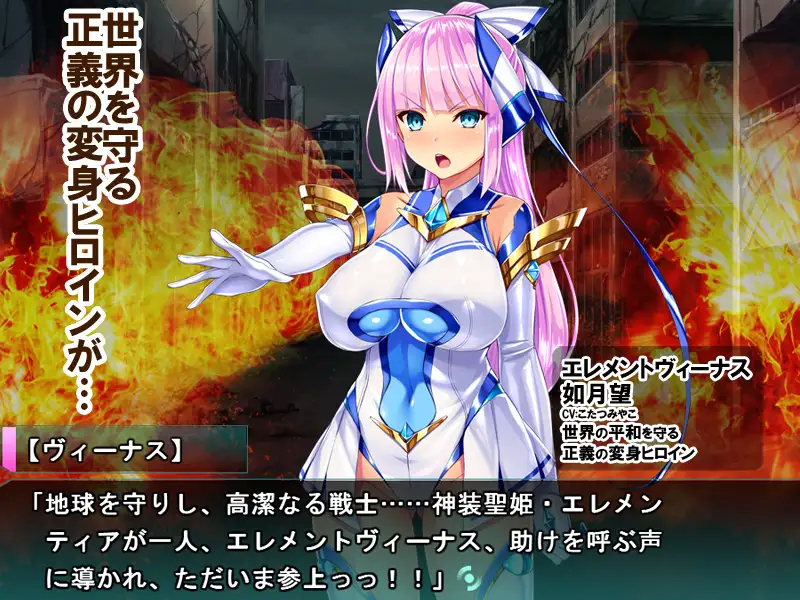 世界を守る
正義の変身ヒロインが…
エレメントヴィーナス
如月望
CV:こたつみやこ
世界の平和を守る
正義の変身ヒロイン
【ヴィーナス】
「地球を守りし、高潔なる戦士……神装聖姫・エレメン
ティアが一人、エレメントヴィーナス、助けを呼ぶ声
に導かれ、ただいま参上っっ！！」